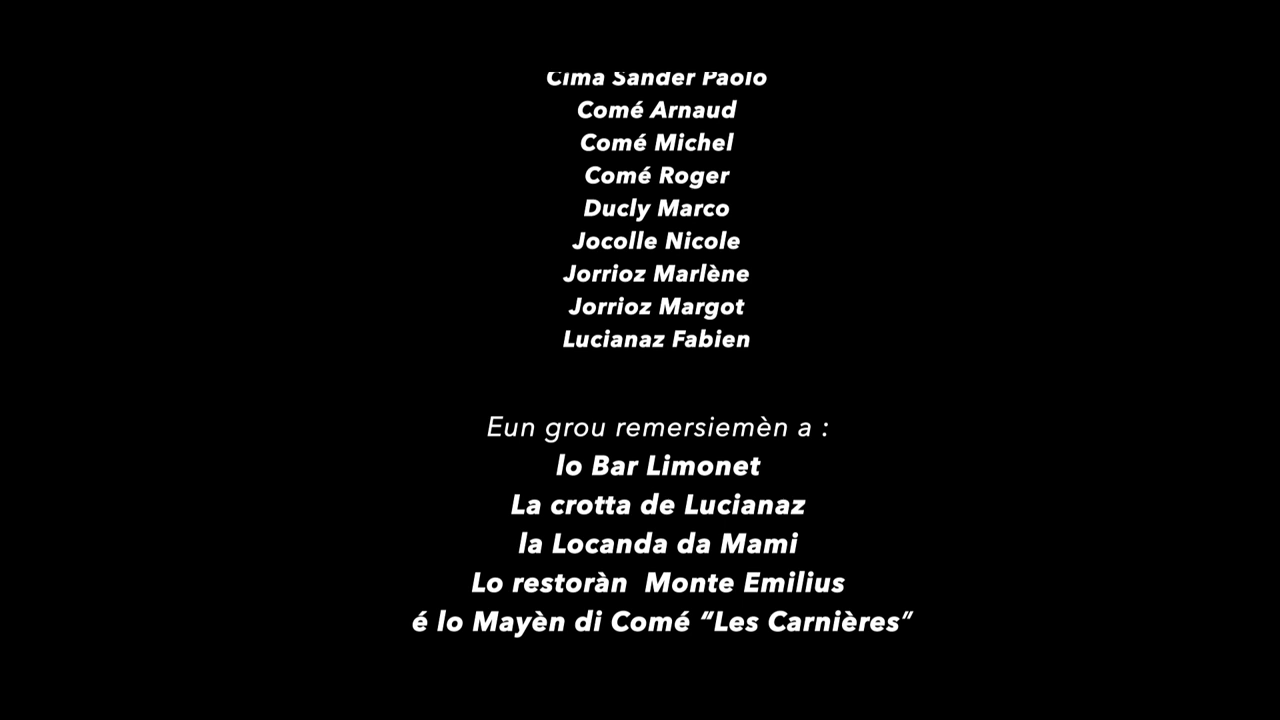 Cima Sander Paolo
Comé Arnaud
Comé Michel
Comé Roger
Ducly Marco
Jocolle Nicole
Jorrioz Marlène
Jorrioz Margot
Lucianaz Fabien
Eun grou remersiemèn a :
lo Bar Limonet
La crotta de Lucianaz
la Locanda da Mami
Lo restoràn  Monte Emilius
é lo Mayèn di Comé “Les Carnières”